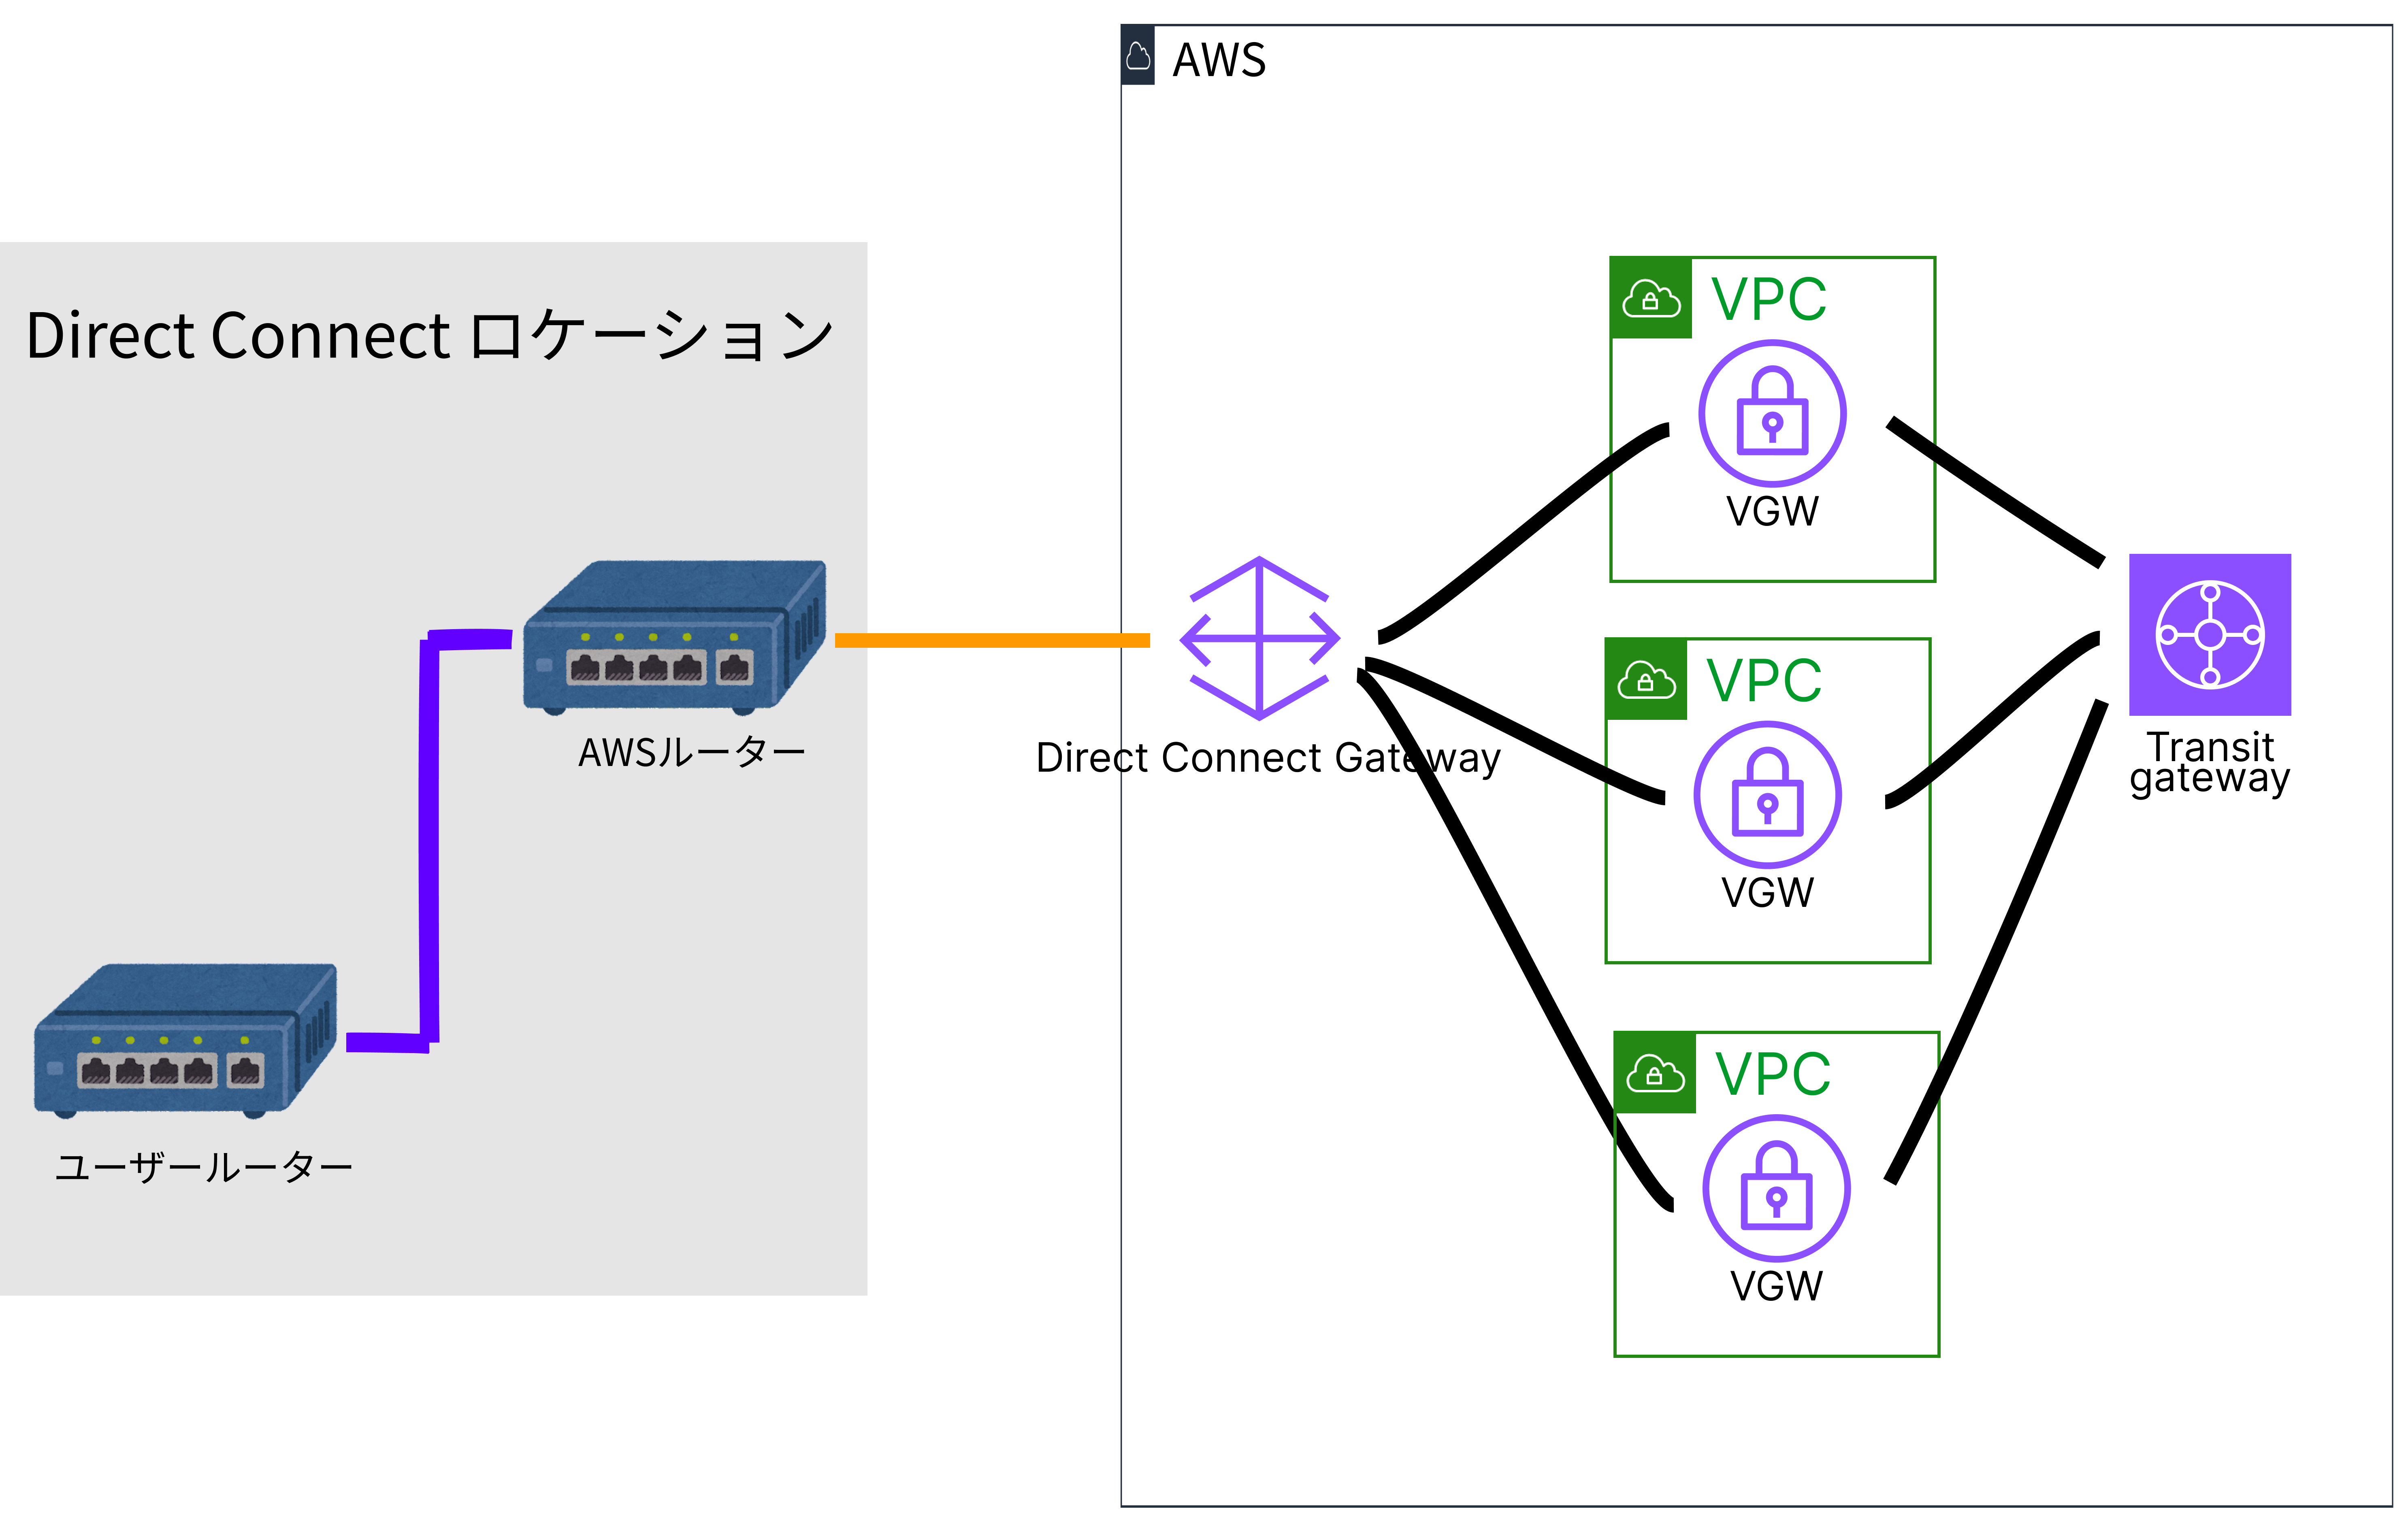 AWS
Direct Connect ロケーション
AWSルーター
ユーザールーター
Direct Connect Gateway
VPC
VGW
VPC
VGW
VPC
VGW
Transit
gateway